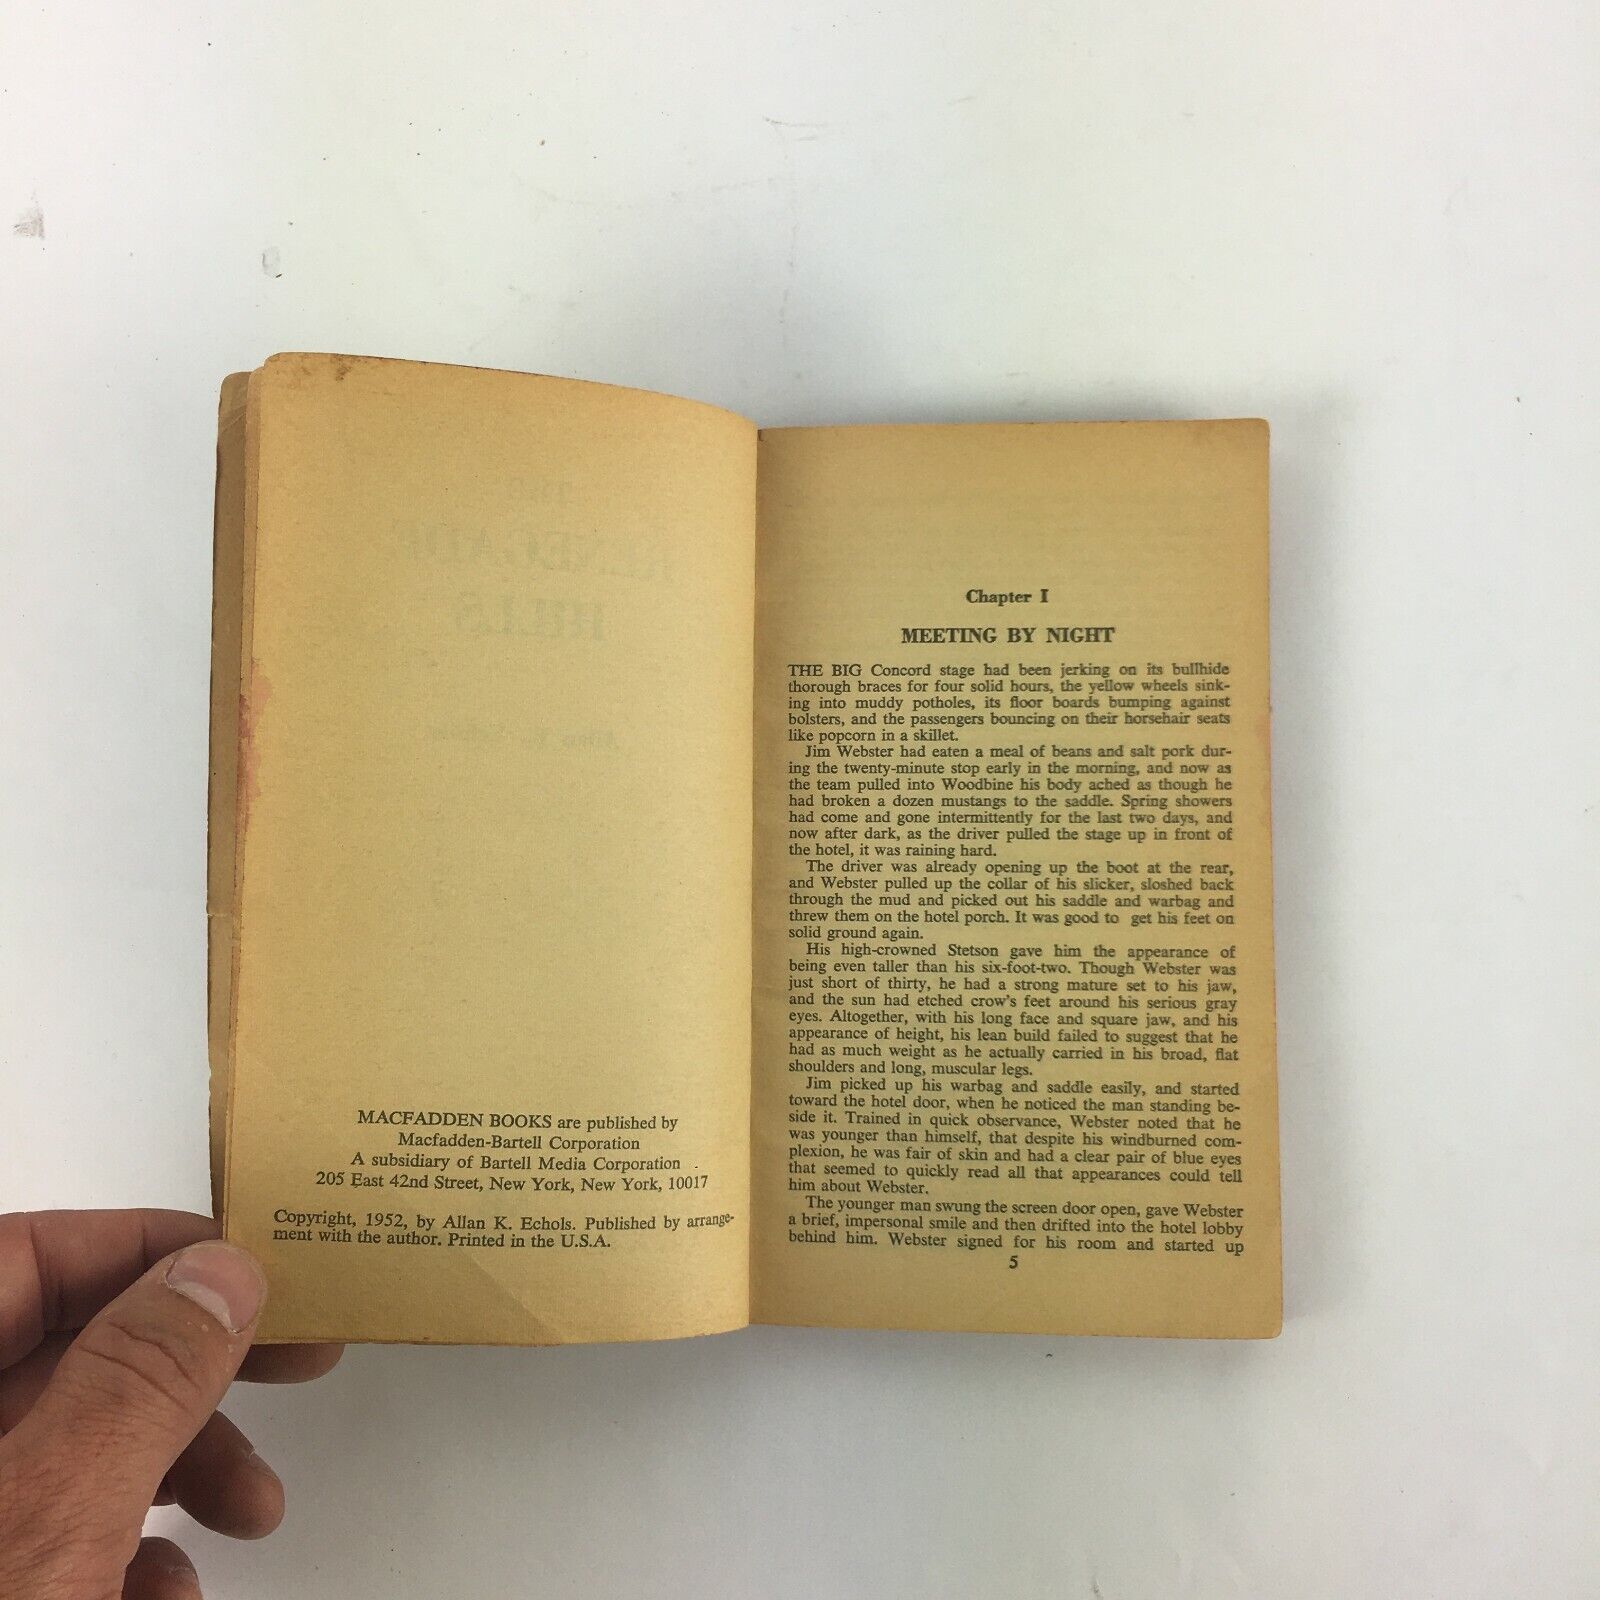 MACFADDEN BOOKS are published by
Macfadden-Bartell Corporation
A subsidiary of Bartell Media Corporation
205 East 42nd Street, New York, New York, 10017
Copyright, 1952, by Allan K. Echols. Published by arrange-
ment with the author. Printed in the U.S.A.
Chapter I
MEETING BY NIGHT
THE BIG Concord stage had been jerking on its bullhide
thorough braces for four solid hours, the yellow wheels sink-
ing into muddy potholes, its floor boards bumping against
bolsters, and the passengers bouncing on their horsehair seats
like popcorn in a skillet.
Jim Webster had eaten a meal of beans and salt pork dur-
ing the twenty-minute stop early in the morning, and now as
the team pulled into Woodbine his body ached as though he
had broken a dozen mustangs to the saddle. Spring showers
had come and gone intermittently for the last two days, and
now after dark, as the driver pulled the stage up in front of
the hotel, it was raining hard.
The driver was already opening up the boot at the rear,
and Webster pulled up the collar of his slicker, sloshed back
through the mud and picked out his saddle and warbag and
threw them on the hotel porch. It was good to get his feet on
solid ground again.
His high-crowned Stetson gave him the appearance of
being even taller than his six-foot-two. Though Webster was
just short of thirty, he had a strong mature set to his jaw,
and the sun had etched crow's feet around his serious gray
eyes. Altogether, with his long face and square jaw, and his
appearance of height, his lean build failed to suggest that he
had as much weight as he actually carried in his broad, flat
shoulders and long, muscular legs.
Jim picked up his warbag and saddle easily, and started
toward the hotel door, when he noticed the man standing be-
side it. Trained in quick observance, Webster noted that he
was younger than himself, that despite his windburned com-
plexion, he was fair of skin and had a clear pair of blue eyes
that seemed to quickly read all that appearances could tell
him about Webster.
The younger man swung the screen door open, gave Webster
a brief, impersonal smile and then drifted into the hotel lobby
behind him. Webster signed for his room and started up
5